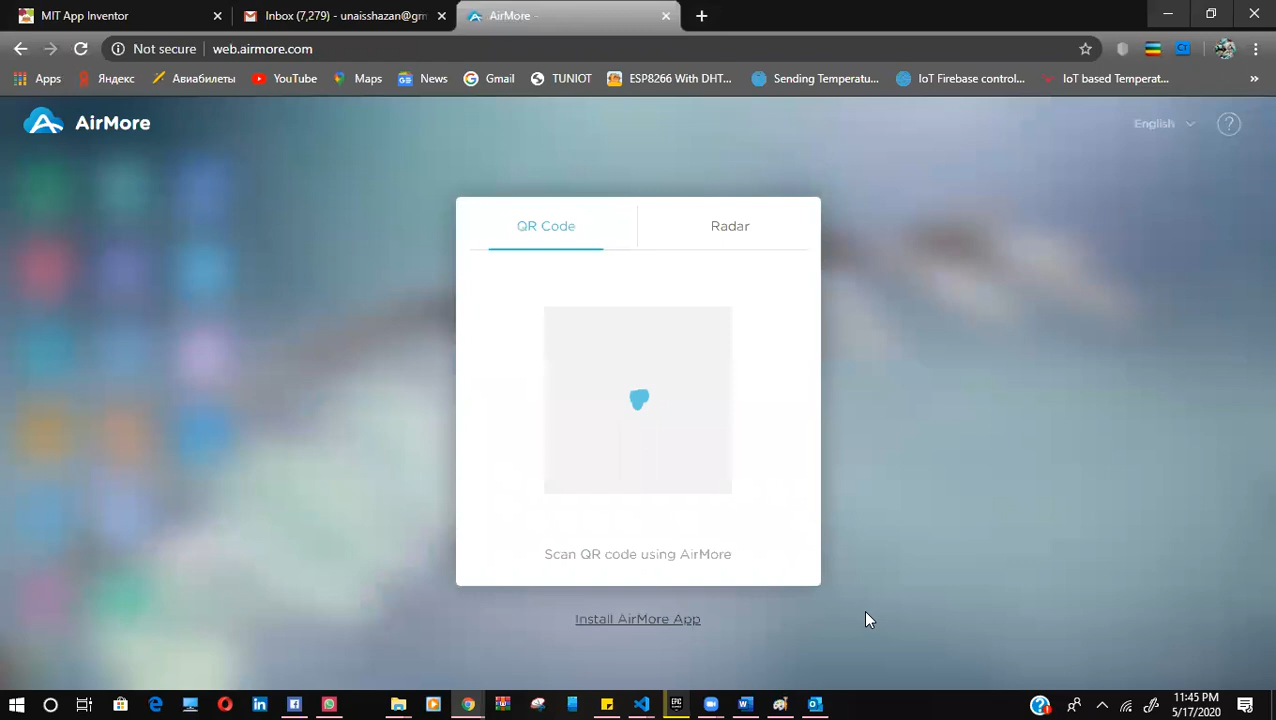 MIT App Inventor
Inbox (7,279) - unaisshazan@gm
AirMore -
Not secure
web.airmore.com
Apps
Яндекс
Авиабилеты
YouTube
Maps
News
Gmail
TUNIOT
ESP8266 With DHT...
Sending Temperatu...
IoT Firebase control...
IoT based Temperat...
AirMore
English
QR Code
Radar
Scan QR code using AirMore
Install AirMore App
11:45 PM
5/17/2020